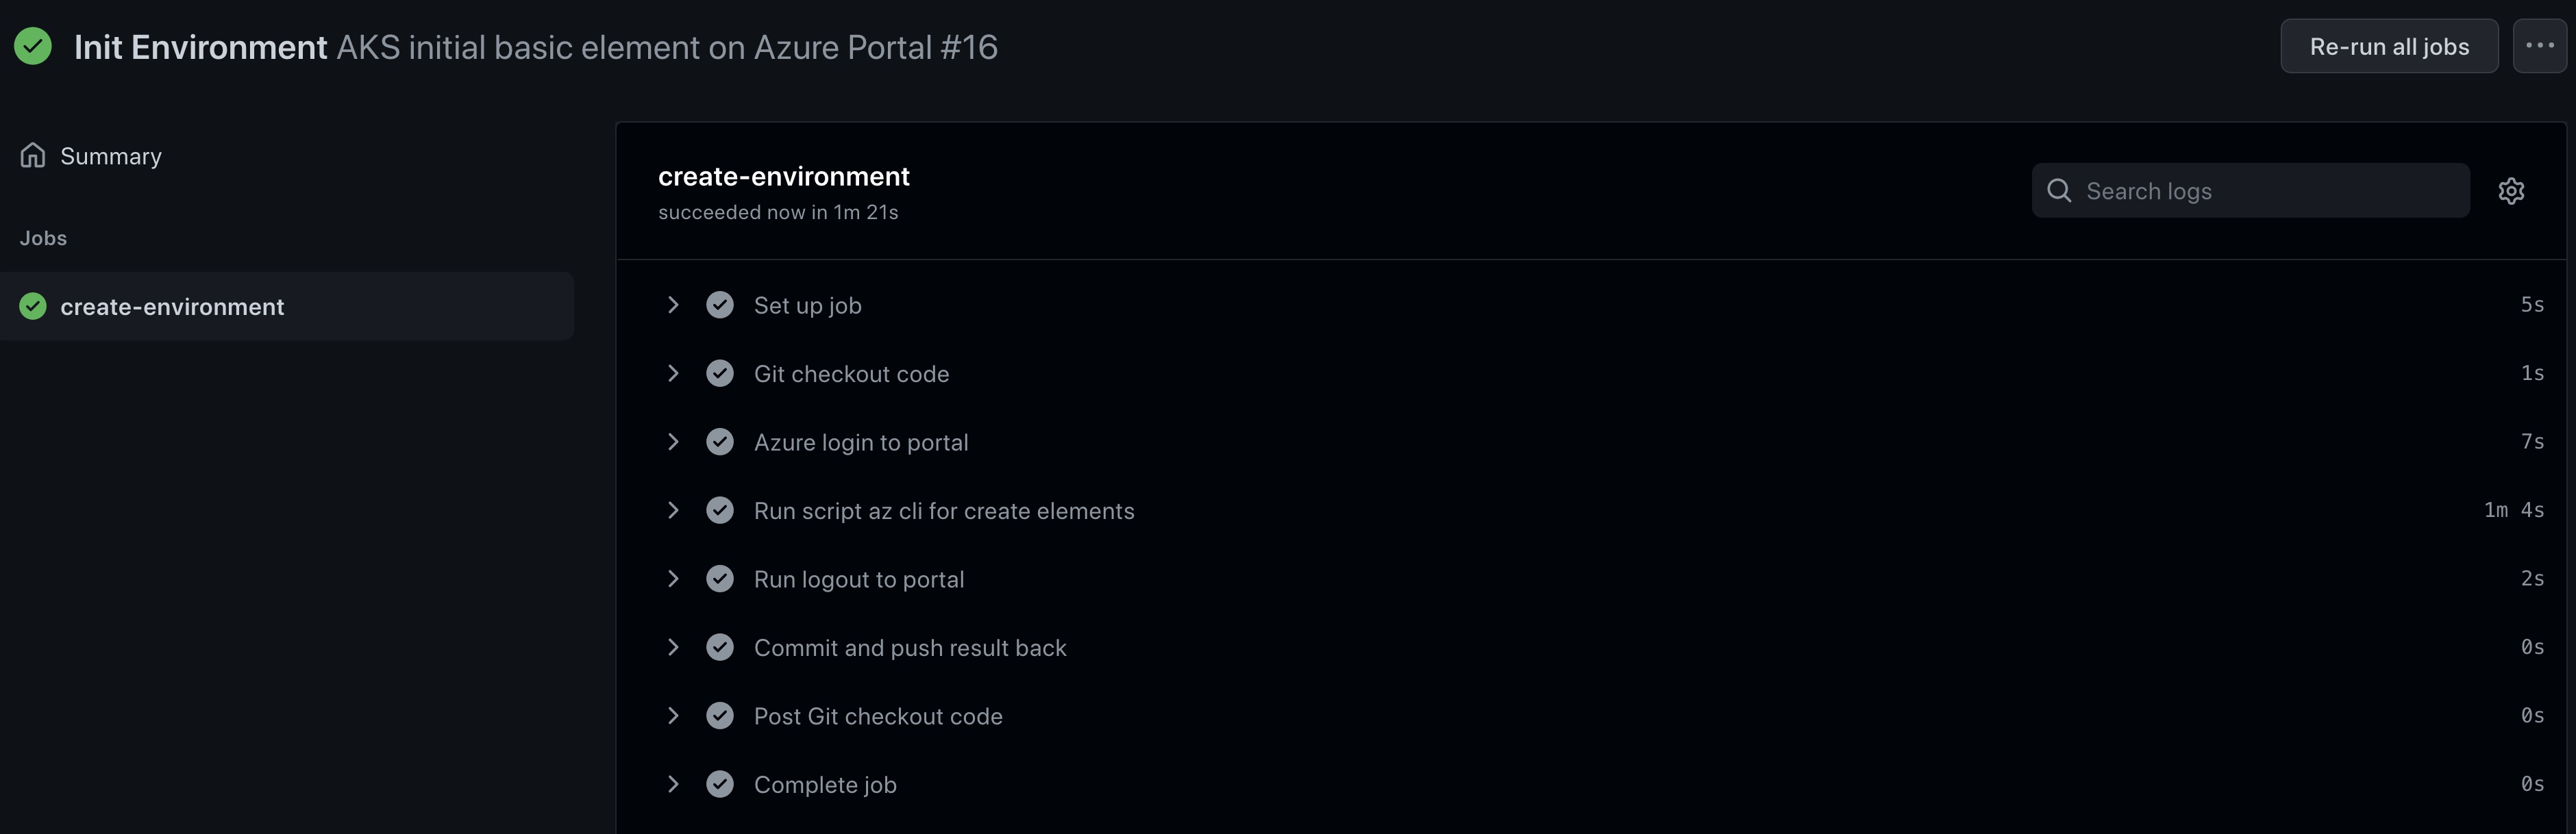 Init Environment AKS initial basic element on Azure Portal #16
Re-run all jobs
Summary
Jobs
create-environment
create-environment
succeeded now in 1m 21s
Search logs
Set up job 5s
Git checkout code 1s
Azure login to portal 7s
Run script az cli for create elements 1m 4s
Run logout to portal 2s
Commit and push result back 0s
Post Git checkout code 0s
Complete job 0s